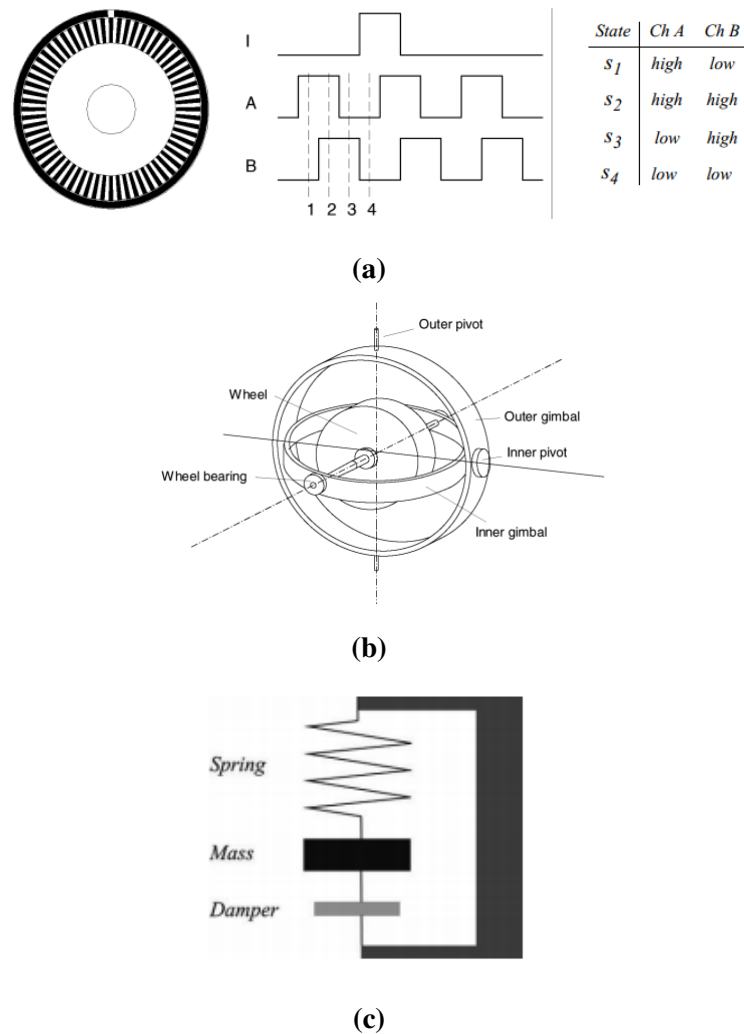 I
A
B
1 2 3 4
State Ch A Ch B
S1 high low
S2 high high
S3 low high
S4 low low
(a)
Outer pivot
Wheel
Outer gimbal
Inner pivot
Wheel bearing
Inner gimbal
(b)
Spring
Mass
Damper
(c)